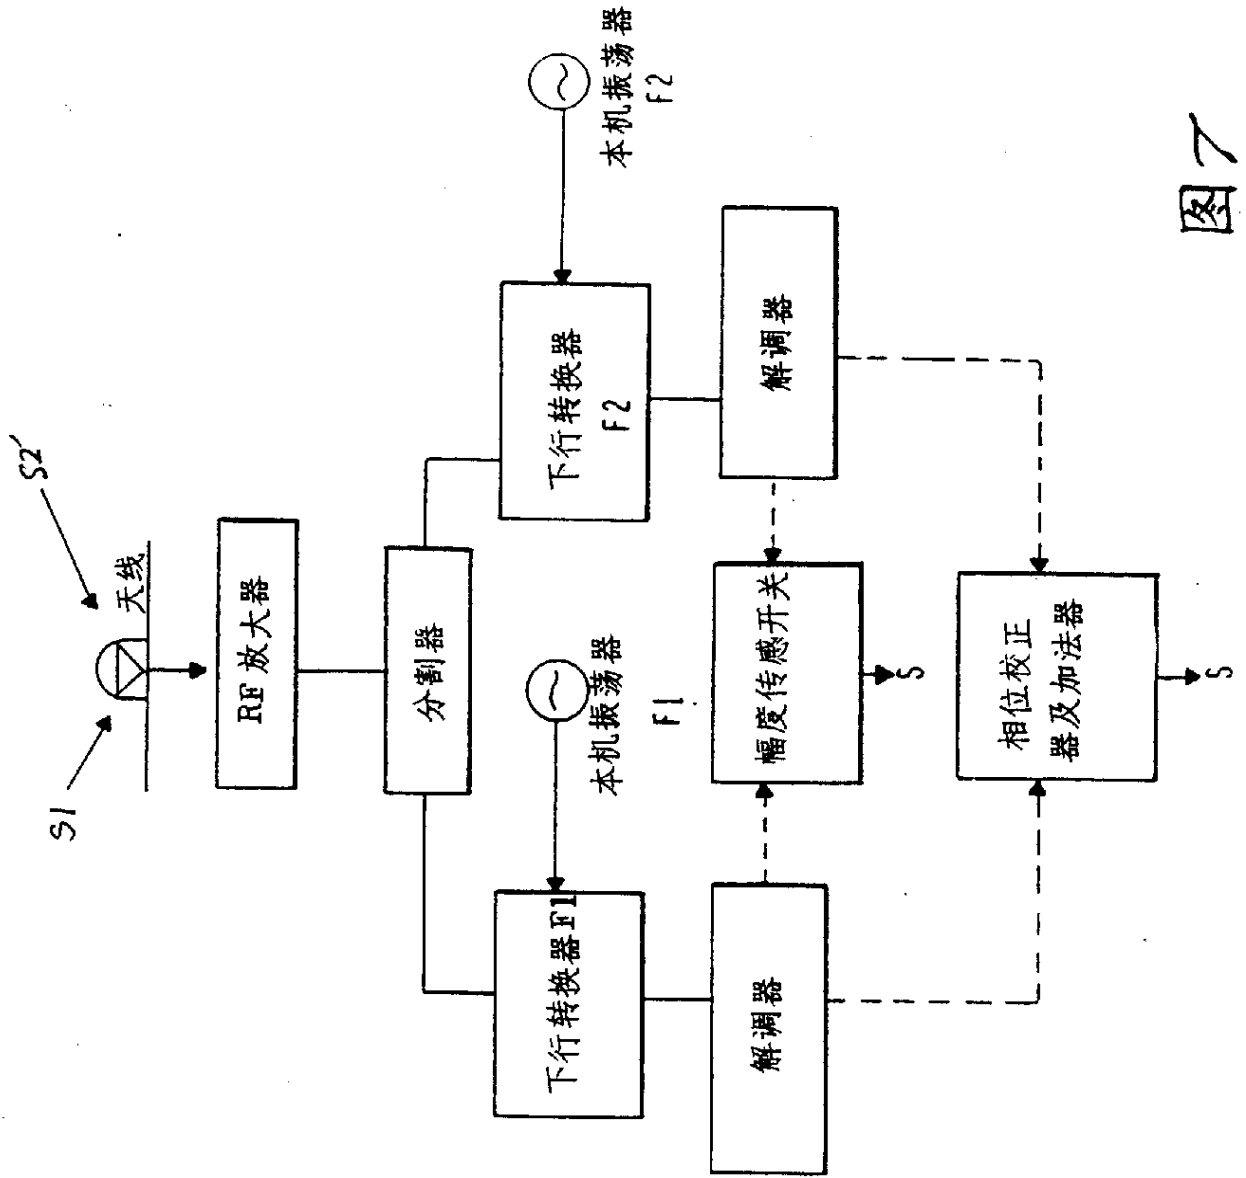 S1
S2'
天线
RF 放大器
分割器
本机振荡器
F1
本机振荡器
F2
下行转换器F1
下行转换器
F2
解调器
解调器
幅度传感开关
S
相位校正
器及加法器
S
图7